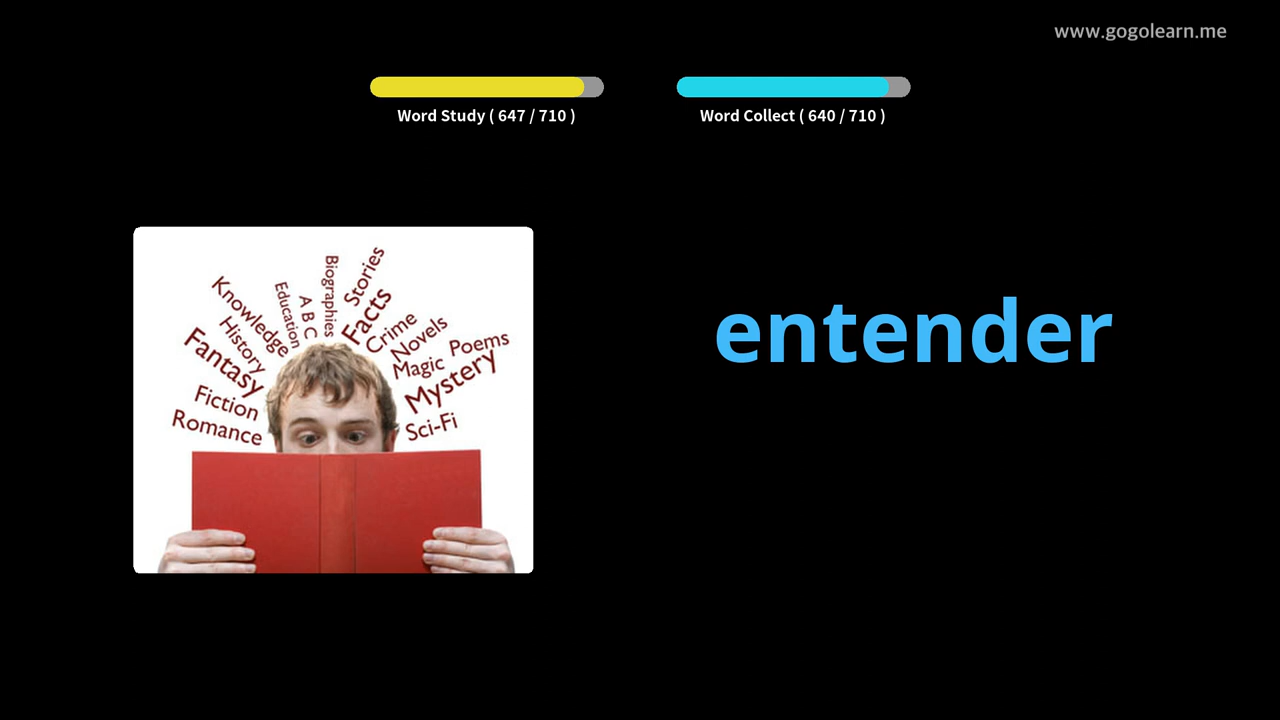 www.gogolearn.me
Word Study ( 647 / 710 )
Word Collect ( 640 / 710 )
Biographies
Stories
Education
A B C
Facts
Knowledge
Crime
History
Novels
Fantasy
Magic
Poems
Mystery
Fiction
Romance
Sci-Fi
entender